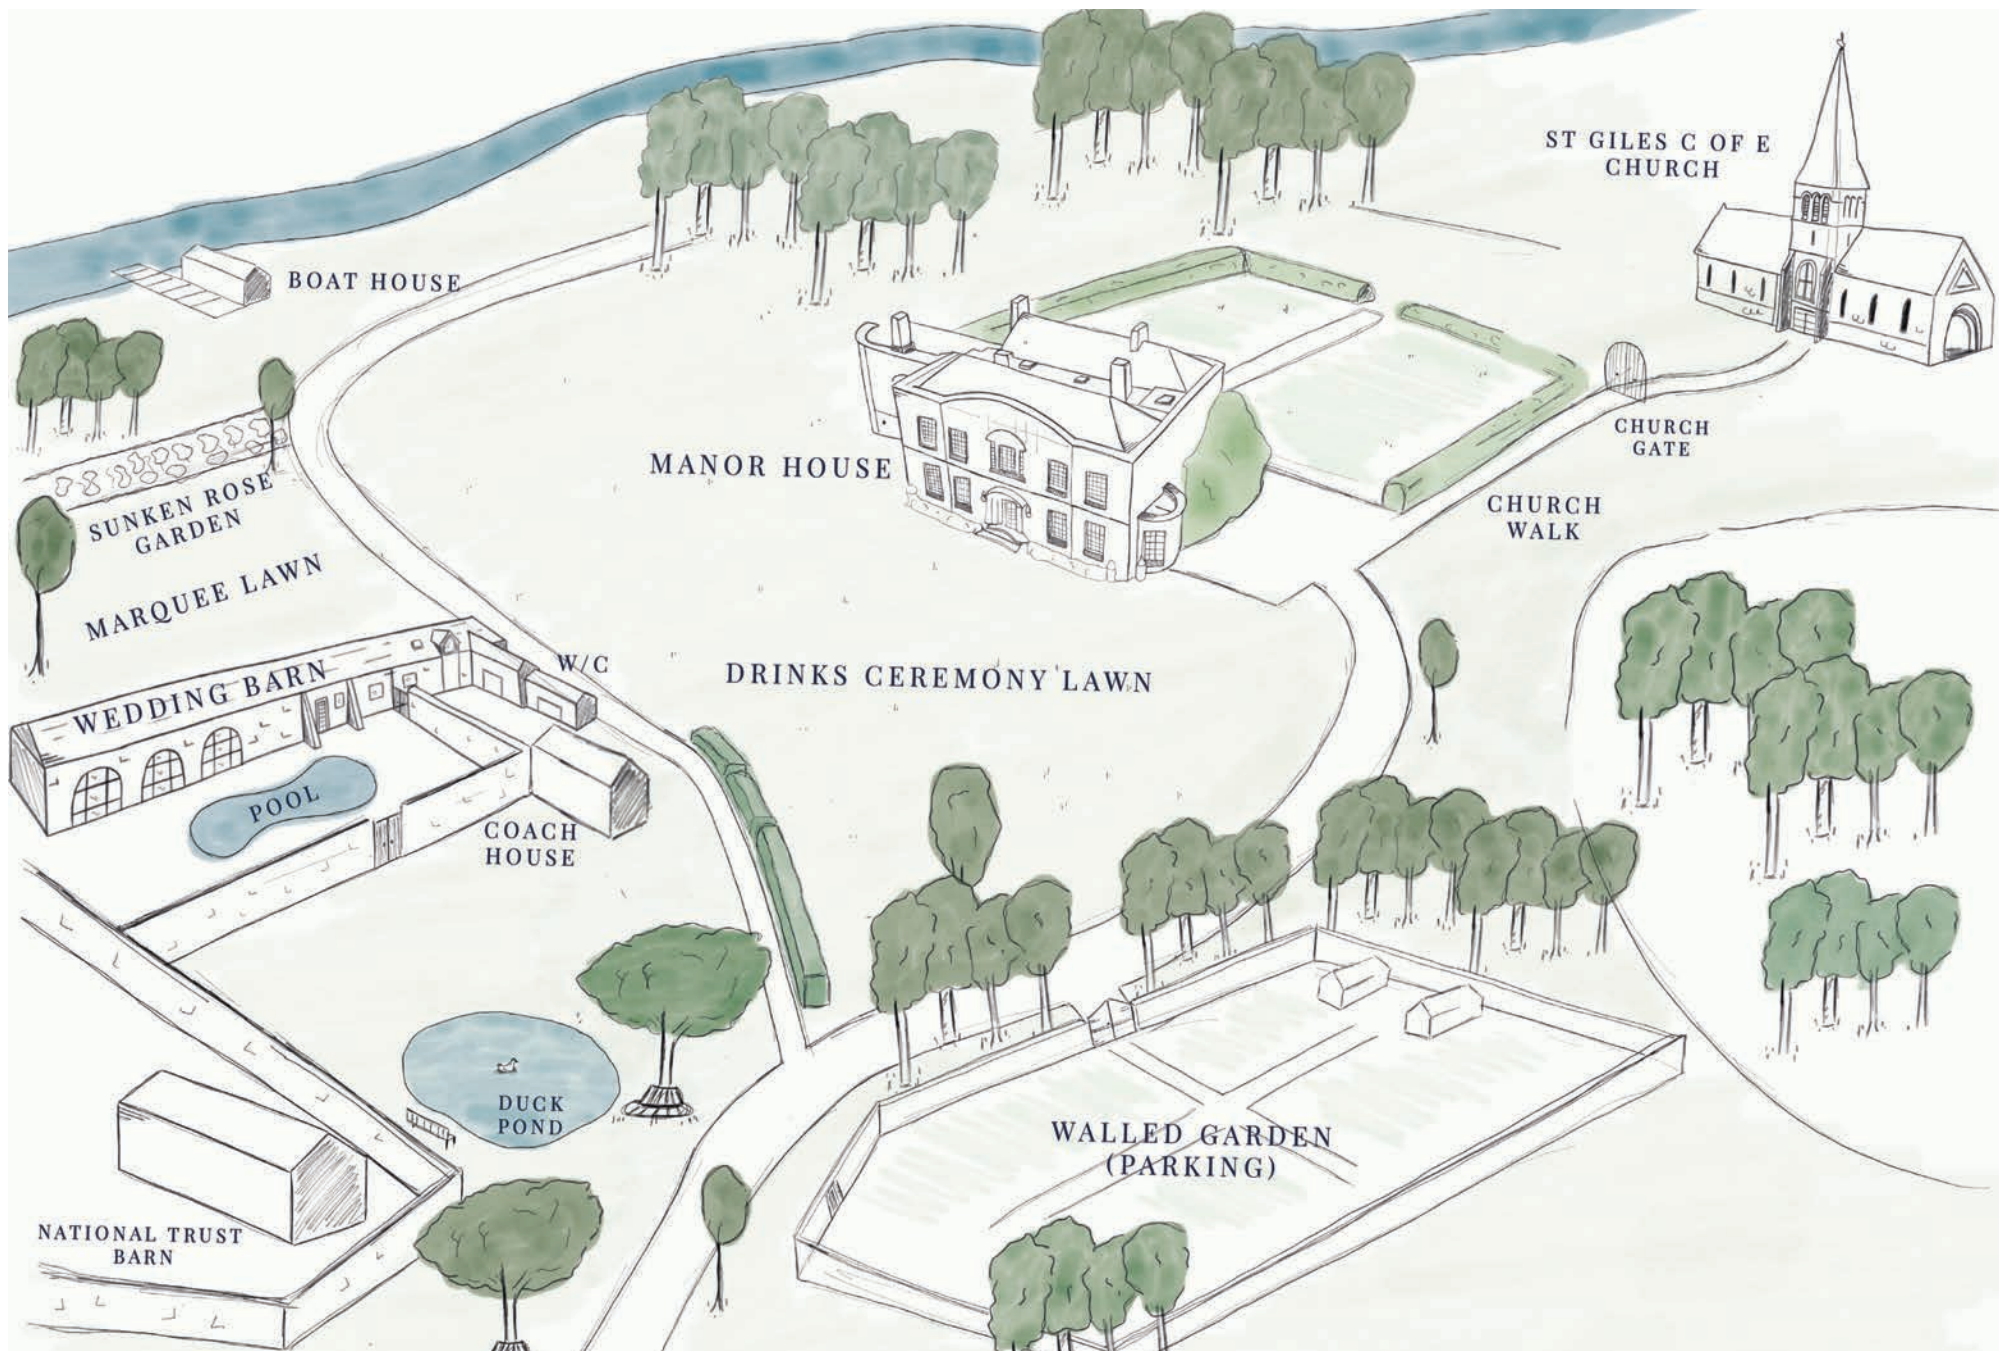 ST GILES C OF E
CHURCH
BOAT HOUSE
CHURCH
GATE
MANOR HOUSE
SUNKEN ROSE
GARDEN
CHURCH
WALK
MARQUEE LAWN
W/C
DRINKS CEREMONY LAWN
WEDDING BARN
POOL
COACH
HOUSE
DUCK
POND
WALLED GARDEN
(PARKING)
NATIONAL TRUST
BARN